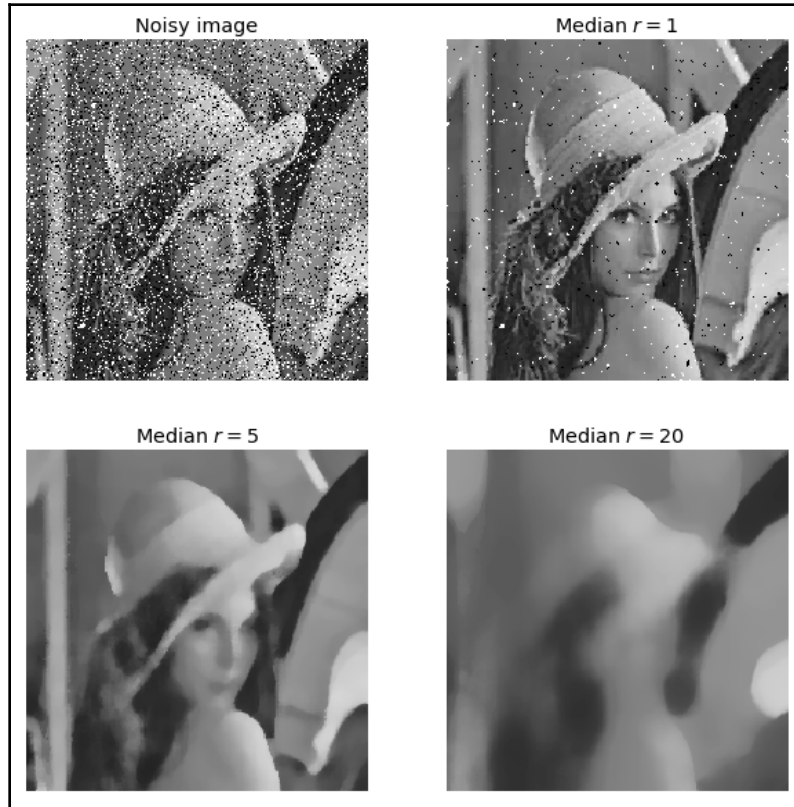 Noisy image
Median r = 1
Median r = 5
Median r = 20